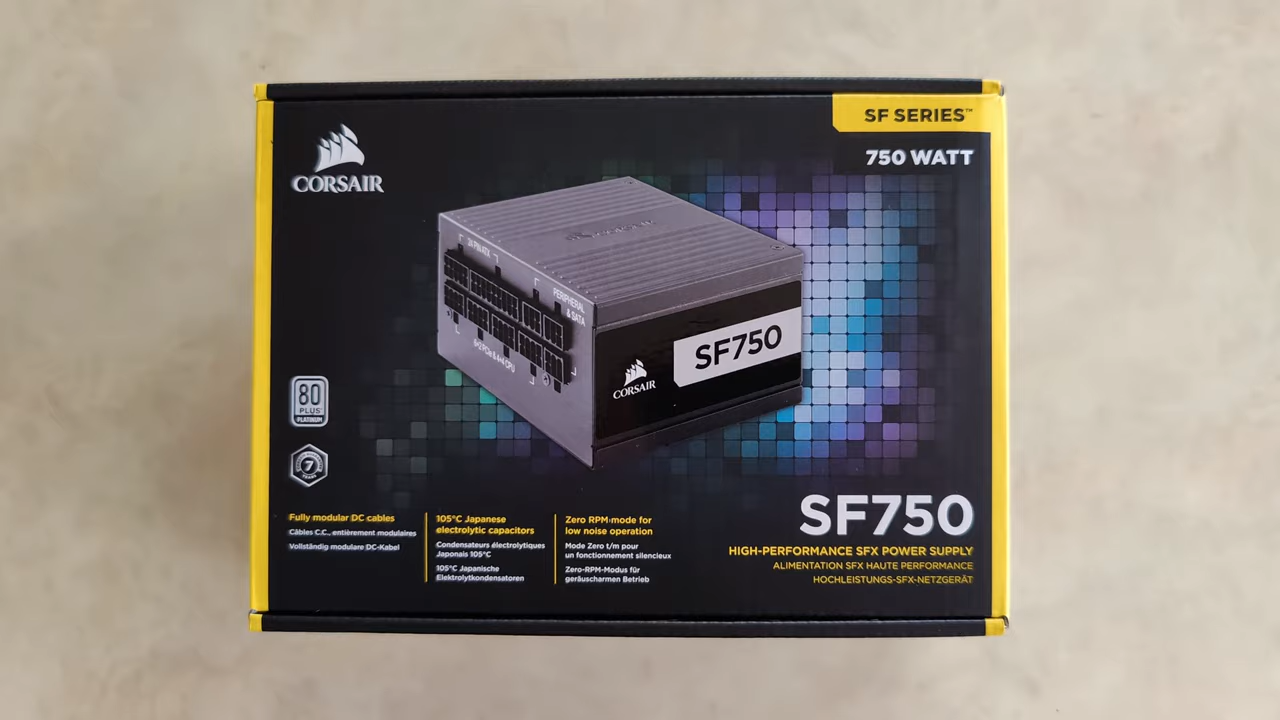 SF SERIES™
750 WATT
CORSAIR
24 PIN ATX
PERIPHERAL
& SATA
6+2 PCIe & 4+4 CPU
SF750
CORSAIR
80
PLUS®
PLATINUM
7
YEARS
Fully modular DC cables
Câbles C.C., entièrement modulaires
Vollständig modulare DC-Kabel
105°C Japanese
electrolytic capacitors
Condensateurs électrolytiques
Japonais 105°C
105°C Japanische
Elektrolytkondensatoren
Zero RPM mode for
low noise operation
Mode Zero t/m pour
un fonctionnement silencieux
Zero-RPM-Modus für
geräuscharmen Betrieb
SF750
HIGH-PERFORMANCE SFX POWER SUPPLY
ALIMENTATION SFX HAUTE PERFORMANCE
HOCHLEISTUNGS-SFX-NETZGERÄT